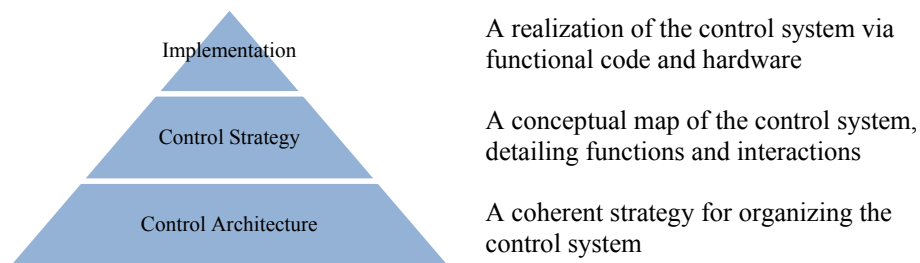 Implementation
A realization of the control system via
functional code and hardware
Control Strategy
A conceptual map of the control system,
detailing functions and interactions
Control Architecture
A coherent strategy for organizing the
control system